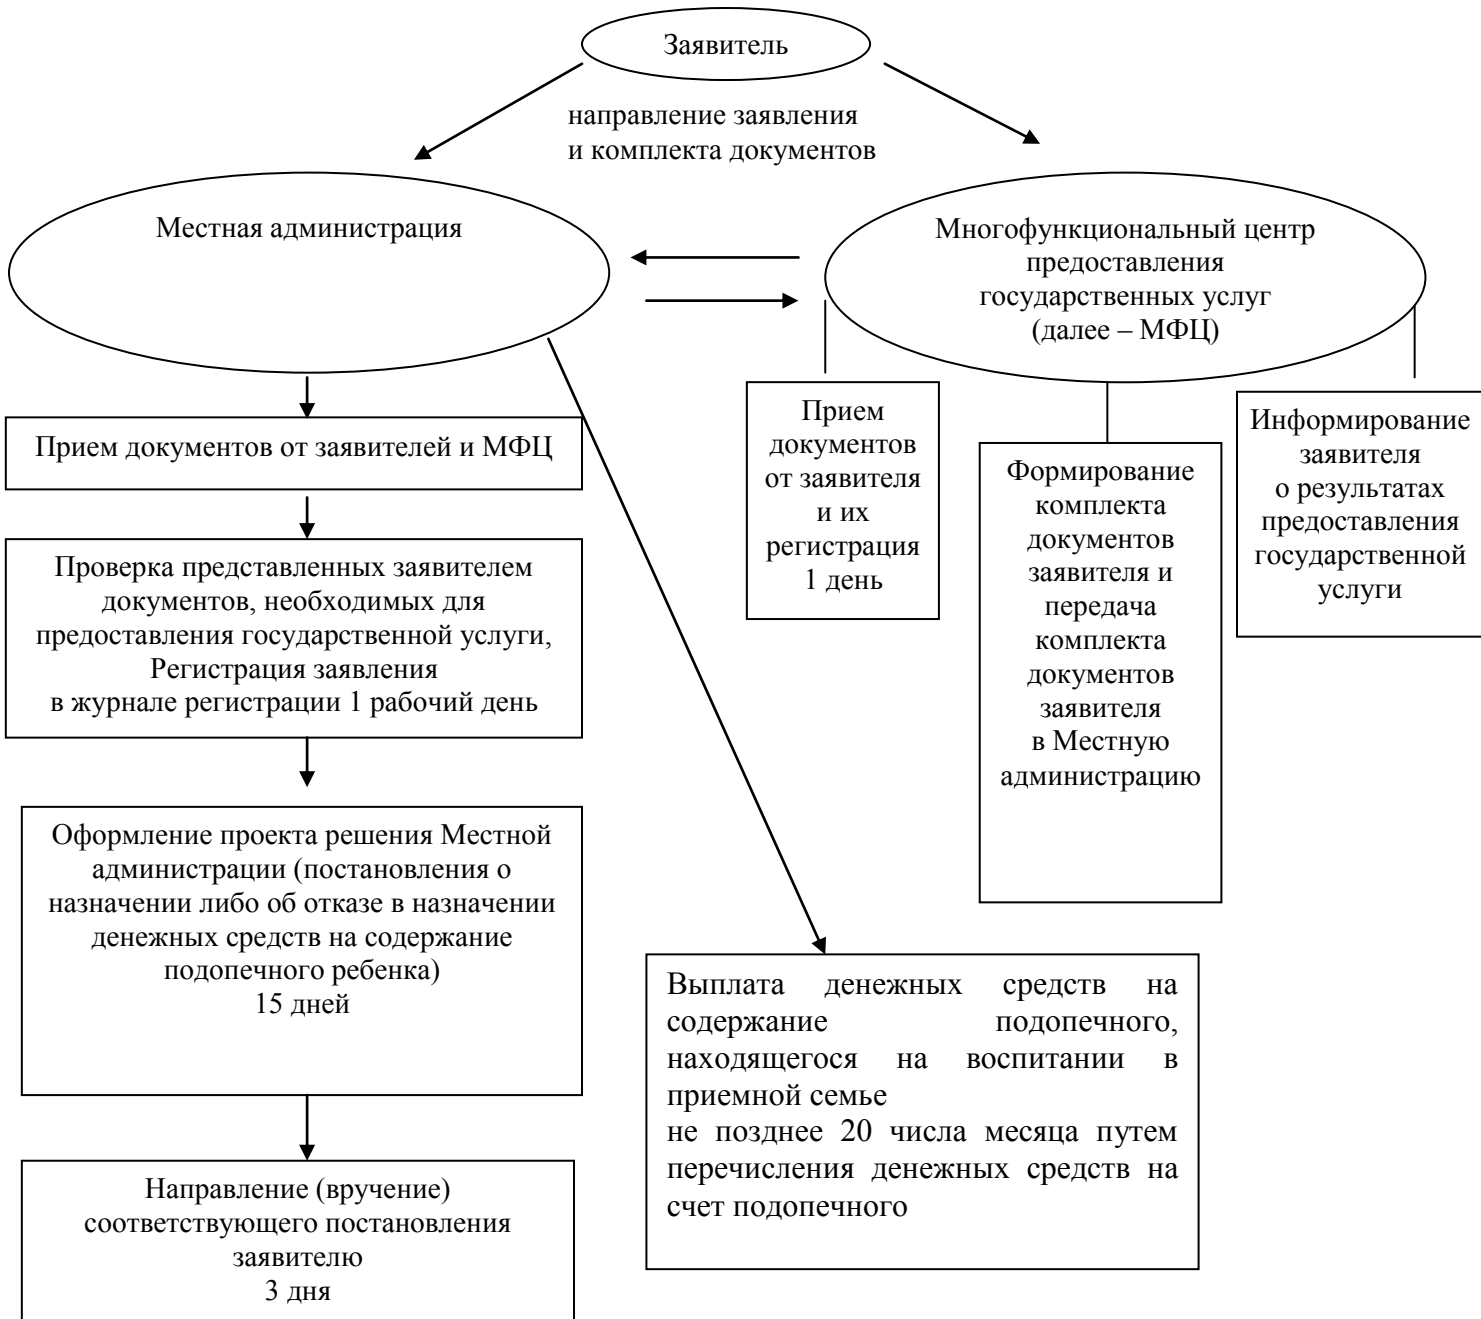 Заявитель
направление заявления
и комплекта документов
Местная администрация
Многофункциональный центр
предоставления
государственных услуг
(далее – МФЦ)
Прием документов от заявителей и МФЦ
Проверка представленных заявителем
документов, необходимых для
предоставления государственной услуги,
Регистрация заявления
в журнале регистрации 1 рабочий день
Оформление проекта решения Местной
администрации (постановления о
назначении либо об отказе в назначении
денежных средств на содержание
подопечного ребенка)
15 дней
Направление (вручение)
соответствующего постановления
заявителю
3 дня
Прием
документов
от заявителя
и их
регистрация
1 день
Формирование
комплекта
документов
заявителя и
передача
комплекта
документов
заявителя
в Местную
администрацию
Информирование
заявителя
о результатах
предоставления
государственной
услуги
Выплата денежных средств на
содержание подопечного,
находящегося на воспитании в
приемной семье
не позднее 20 числа месяца путем
перечисления денежных средств на
счет подопечного